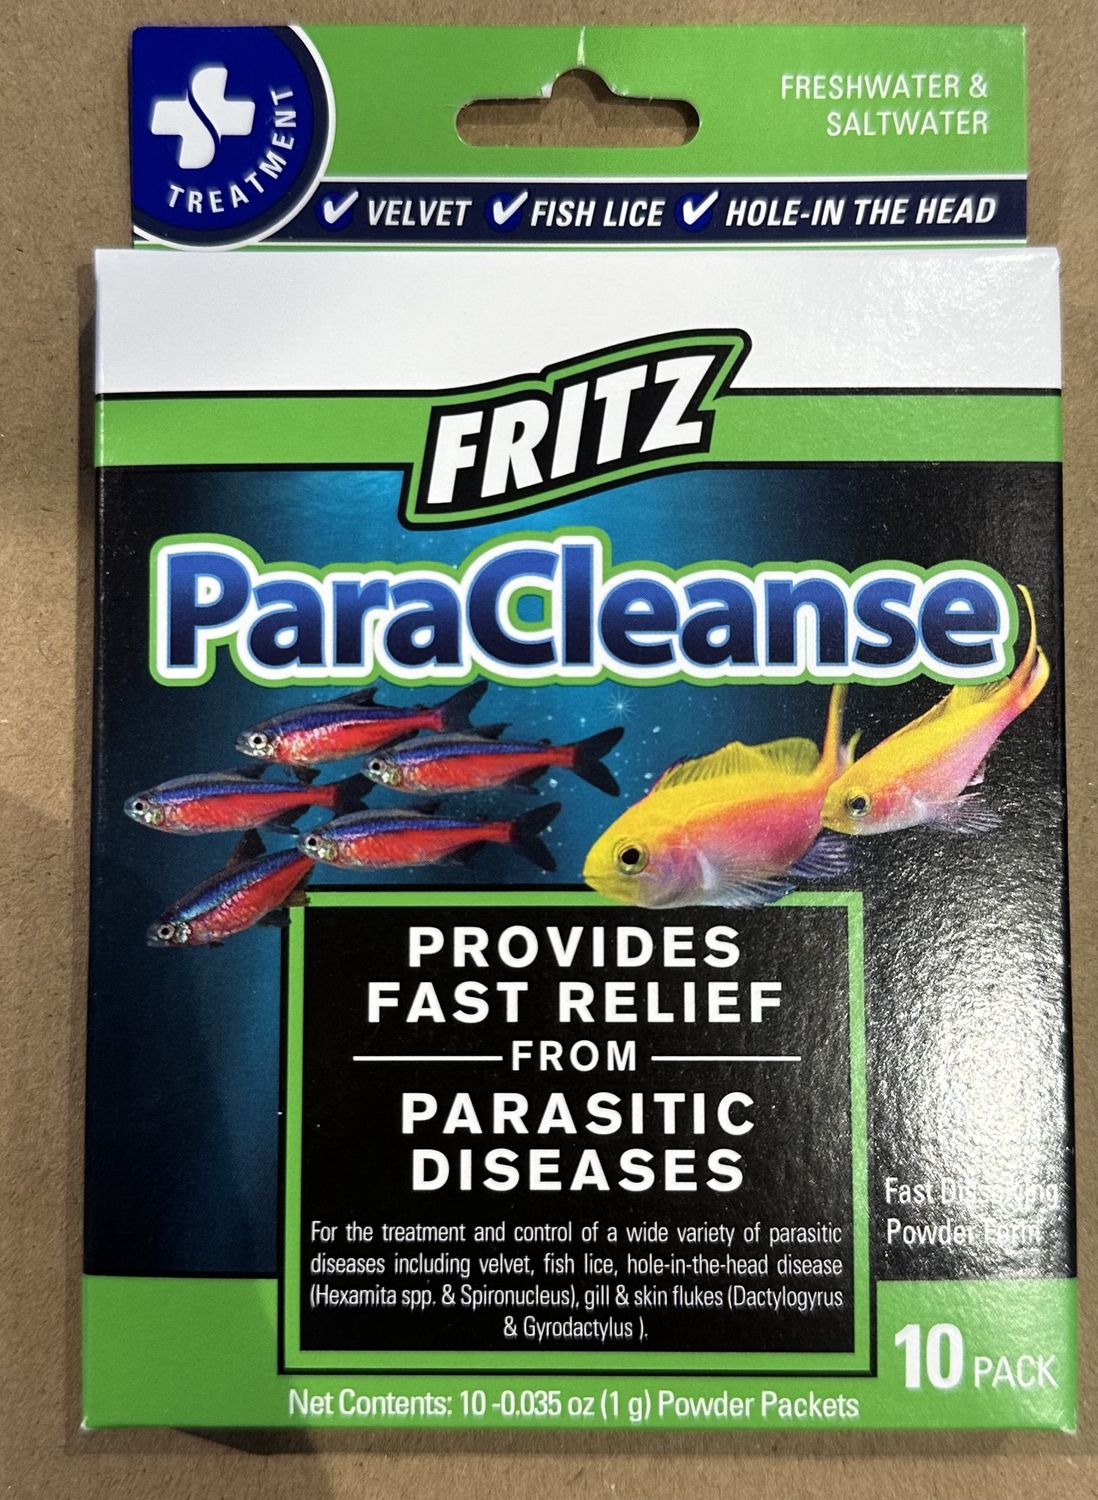 TREATMENT
FRESHWATER &
SALTWATER
VELVET FISH LICE HOLE-IN THE HEAD
FRITZ
ParaCleanse
PROVIDES
FAST RELIEF
FROM
PARASITIC
DISEASES
For the treatment and control of a wide variety of parasitic
diseases including velvet, fish lice, hole-in-the-head disease
(Hexamita spp. & Spironucleus), gill & skin flukes (Dactylogyrus
& Gyrodactylus ).
Fast Dissolving
Powder Form
10 PACK
Net Contents: 10 -0.035 oz (1 g) Powder Packets